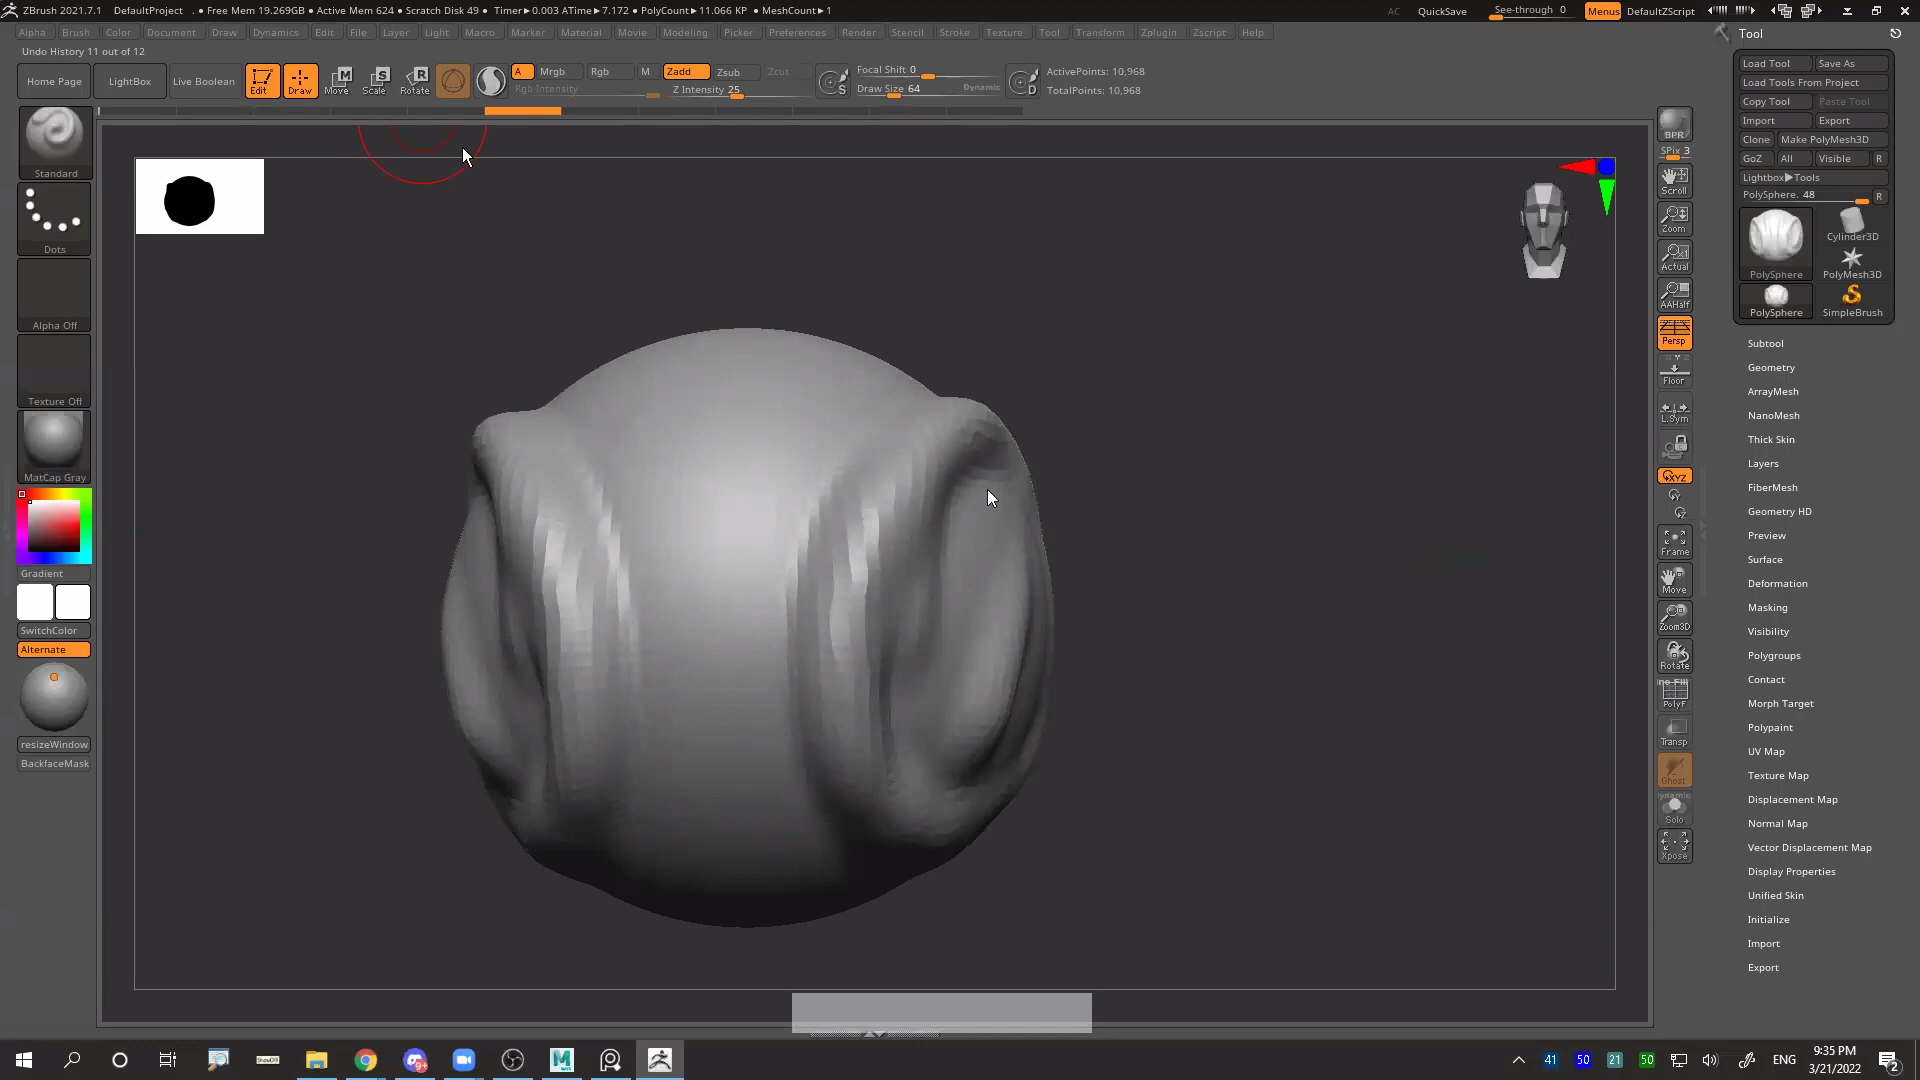 ZBrush 2021.7.1 DefaultProject . • Free Mem 19.269GB • Active Mem 624 • Scratch Disk 49 • Timer▶0.003 ATime▶7.172 • PolyCount▶11.066 KP • MeshCount▶1 AC QuickSave See-through 0 Menus DefaultZScript
Alpha Brush Color Document Draw Dynamics Edit File Layer Light Macro Marker Material Movie Modeling Preferences Picker Render Stencil Stroke Texture Tool Transform Zplugin Zscript Help
Undo History 11 out of 12
Home Page
LightBox
Live Boolean
Edit
Draw
Move
Scale
Rotate
A Mrgb Rgb M Zadd Zsub Zcut
Rgb Intensity Z Intensity 25
S
Focal Shift 0
Draw Size 64 Dynamic
D
ActivePoints: 10,968
TotalPoints: 10,968
Standard
Dots
Alpha Off
Texture Off
MatCap Gray
Gradient
SwitchColor
Alternate
resizeWindow
BackfaceMask
BPR
SPix 3
Scroll
Zoom
Actual
AAHalf
Persp
Floor
L.Sym
XYZ
Frame
Move
Zoom3D
Rotate
PolyF
Transp
Ghost
Dynamic
Solo
Xpose
Tool
Load Tool Save As
Load Tools From Project
Copy Tool Paste Tool
Import Export
Clone Make PolyMesh3D
GoZ All Visible R
Lightbox▶Tools
PolySphere. 48 R
PolySphere
Cylinder3D
PolyMesh3D
PolySphere
SimpleBrush
Subtool
Geometry
ArrayMesh
NanoMesh
Thick Skin
Layers
FiberMesh
Geometry HD
Preview
Surface
Deformation
Masking
Visibility
Polygroups
Contact
Morph Target
Polypaint
UV Map
Texture Map
Displacement Map
Normal Map
Vector Displacement Map
Display Properties
Unified Skin
Initialize
Import
Export
41 50 21 50 ENG
9:35 PM
3/21/2022
2